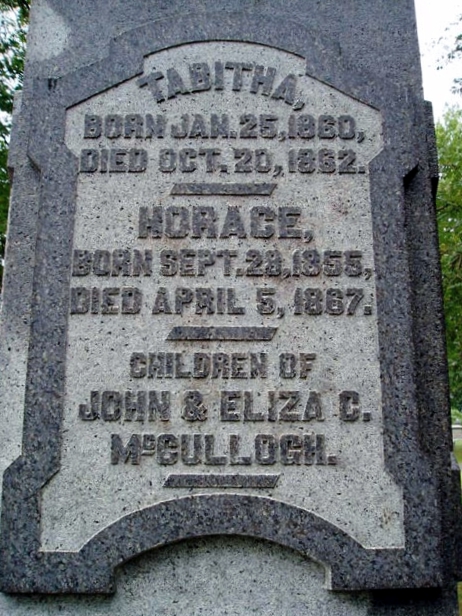 TABITHA,
BORN JAN. 25, 1860,
DIED OCT. 20, 1862.
HORACE,
BORN SEPT. 28, 1855,
DIED APRIL 5, 1867.
CHILDREN OF
JOHN & ELIZA C.
McCULLOGH.